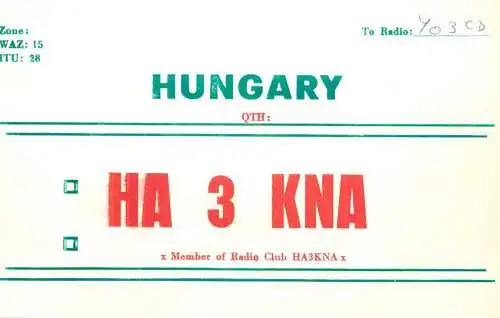 Zone:
WAZ: 15
ITU: 28
To Radio: YO3CD
HUNGARY
QTH:
HA 3 KNA
x Member of Radio Club HA3KNA x